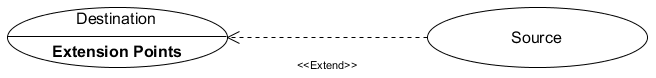 Destination
Extension Points
<<Extend>>
Source